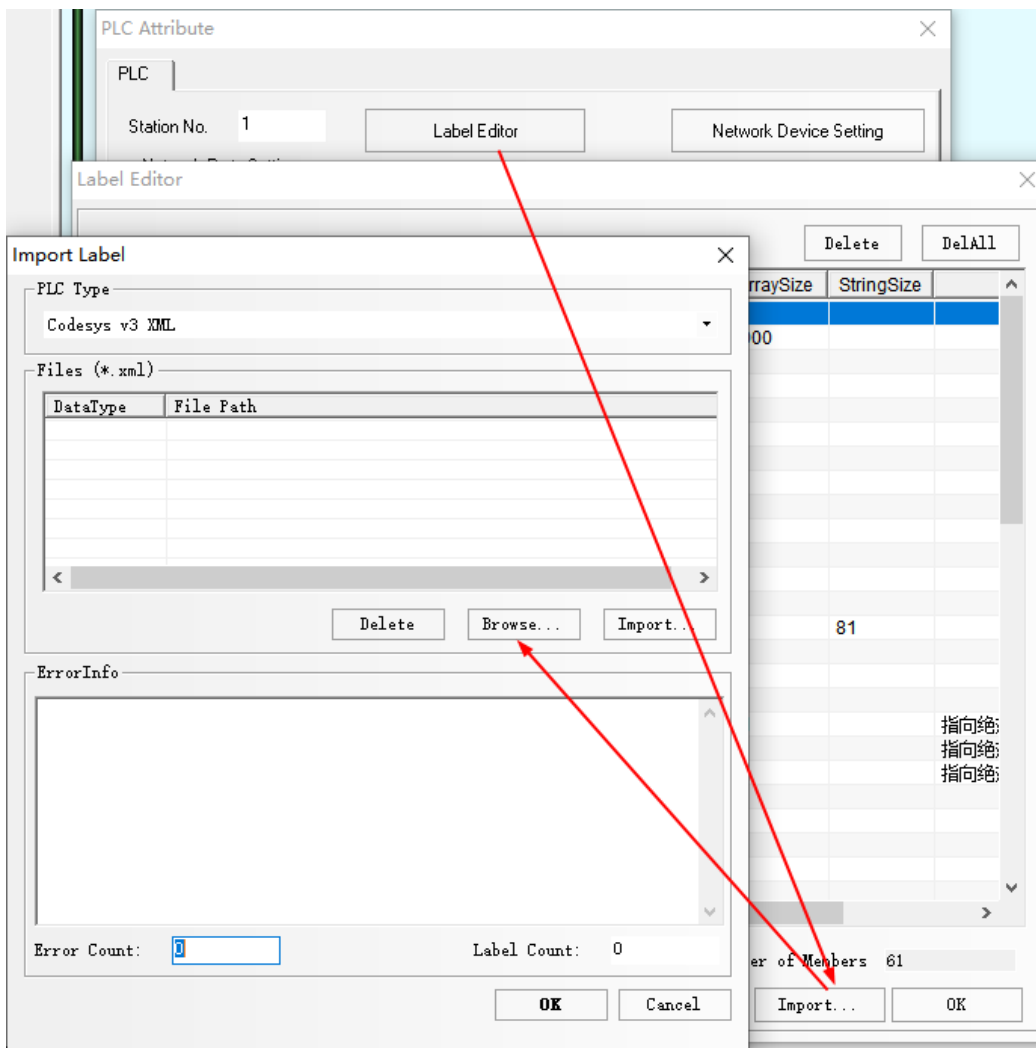 PLC Attribute
PLC
Station No. 1 Label Editor Network Device Setting
Label Editor
Delete DelAll
Import Label
PLC Type
Codesys v3 XML
rraySize StringSize
00
Files (*.xml)
DataType File Path
Delete Browse... Import...
81
ErrorInfo
指向绝
指向绝
指向绝
Error Count: 0 Label Count: 0
er of Members 61
OK Cancel
Import... OK